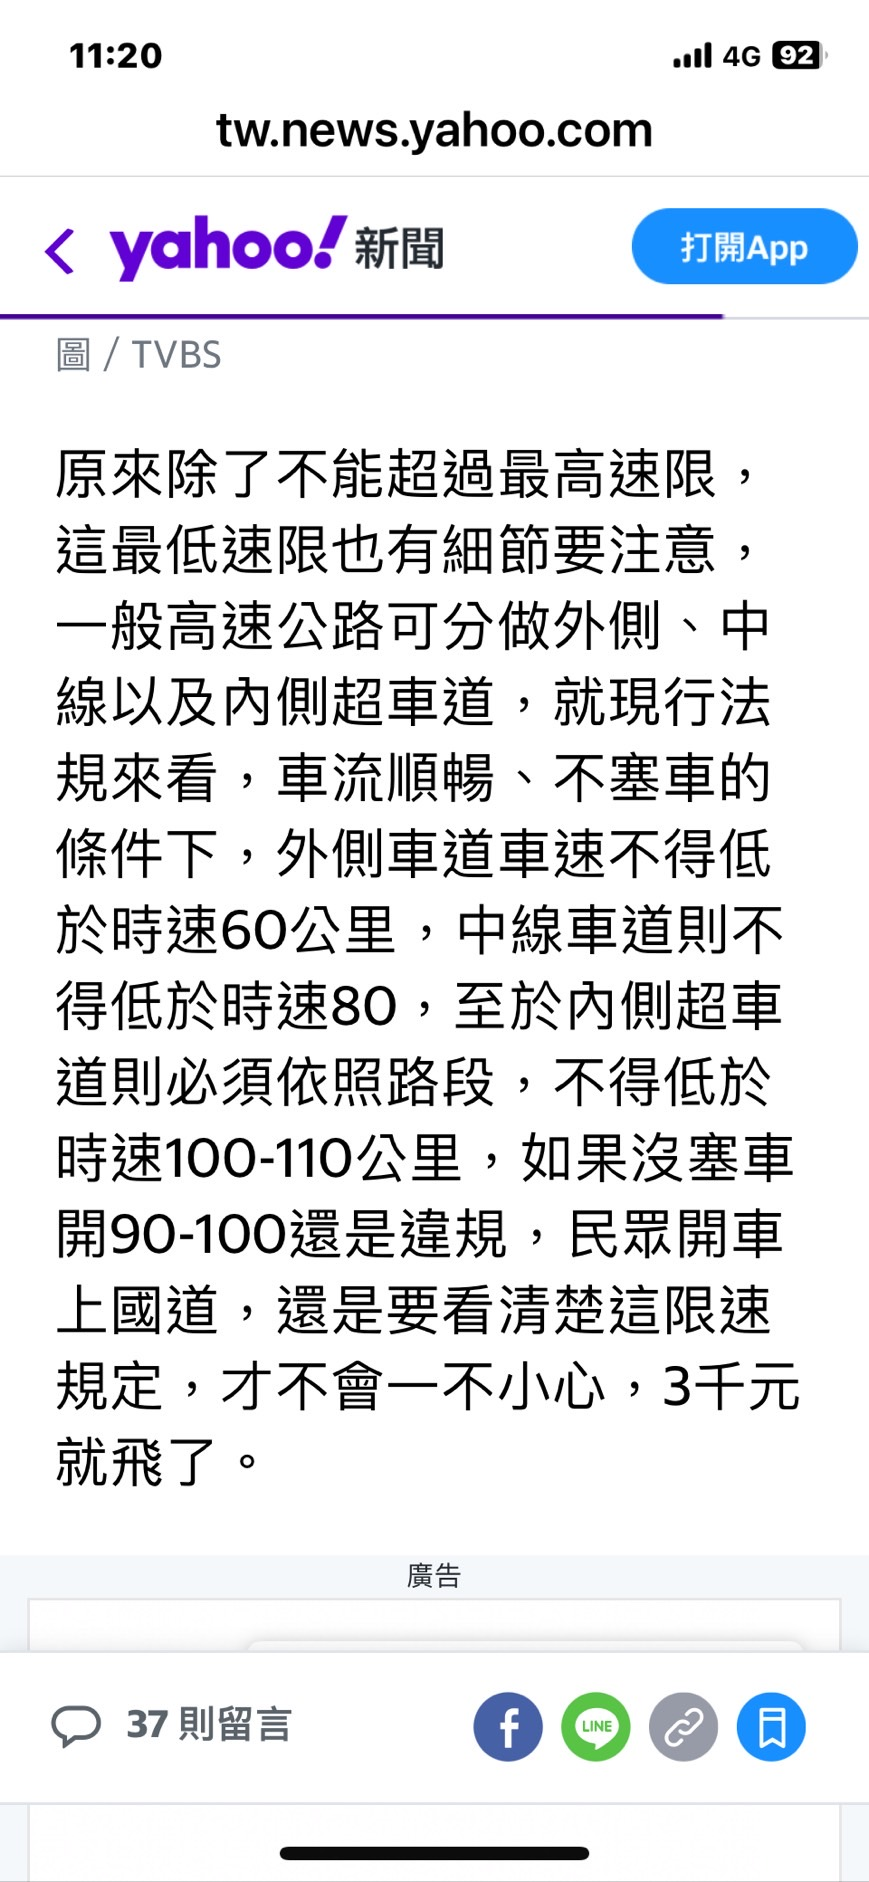 11:20
4G 92
tw.news.yahoo.com
yahoo!新聞
打開App
圖 / TVBS
原來除了不能超過最高速限，
這最低速限也有細節要注意，
一般高速公路可分做外側、中
線以及內側超車道，就現行法
規來看，車流順暢、不塞車的
條件下，外側車道車速不得低
於時速60公里，中線車道則不
得低於時速80，至於內側超車
道則必須依照路段，不得低於
時速100-110公里，如果沒塞車
開90-100還是違規，民眾開車
上國道，還是要看清楚這限速
規定，才不會一不小心，3千元
就飛了。
廣告
37 則留言
LINE